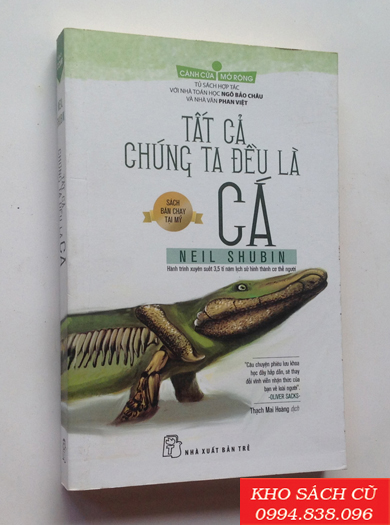 CÁNH CỬA MỞ RỘNG
TỦ SÁCH HỢP TÁC
VỚI NHÀ TOÁN HỌC NGÔ BẢO CHÂU
VÀ NHÀ VĂN PHAN VIỆT
TẤT CẢ
CHÚNG TA ĐỀU LÀ
CÁ
SÁCH
BÁN CHẠY
TẠI MỸ
NEIL SHUBIN
Hành trình xuyên suốt 3,5 tỉ năm lịch sử hình thành cơ thể người
"Câu chuyện phiêu lưu khoa
học đầy hấp dẫn, sẽ thay
đổi vĩnh viễn nhận thức của
bạn về loài người".
-OLIVER SACKS-
Thạch Mai Hoàng dịch
NHÀ XUẤT BẢN TRẺ
KHO SÁCH CŨ
0994.838.096